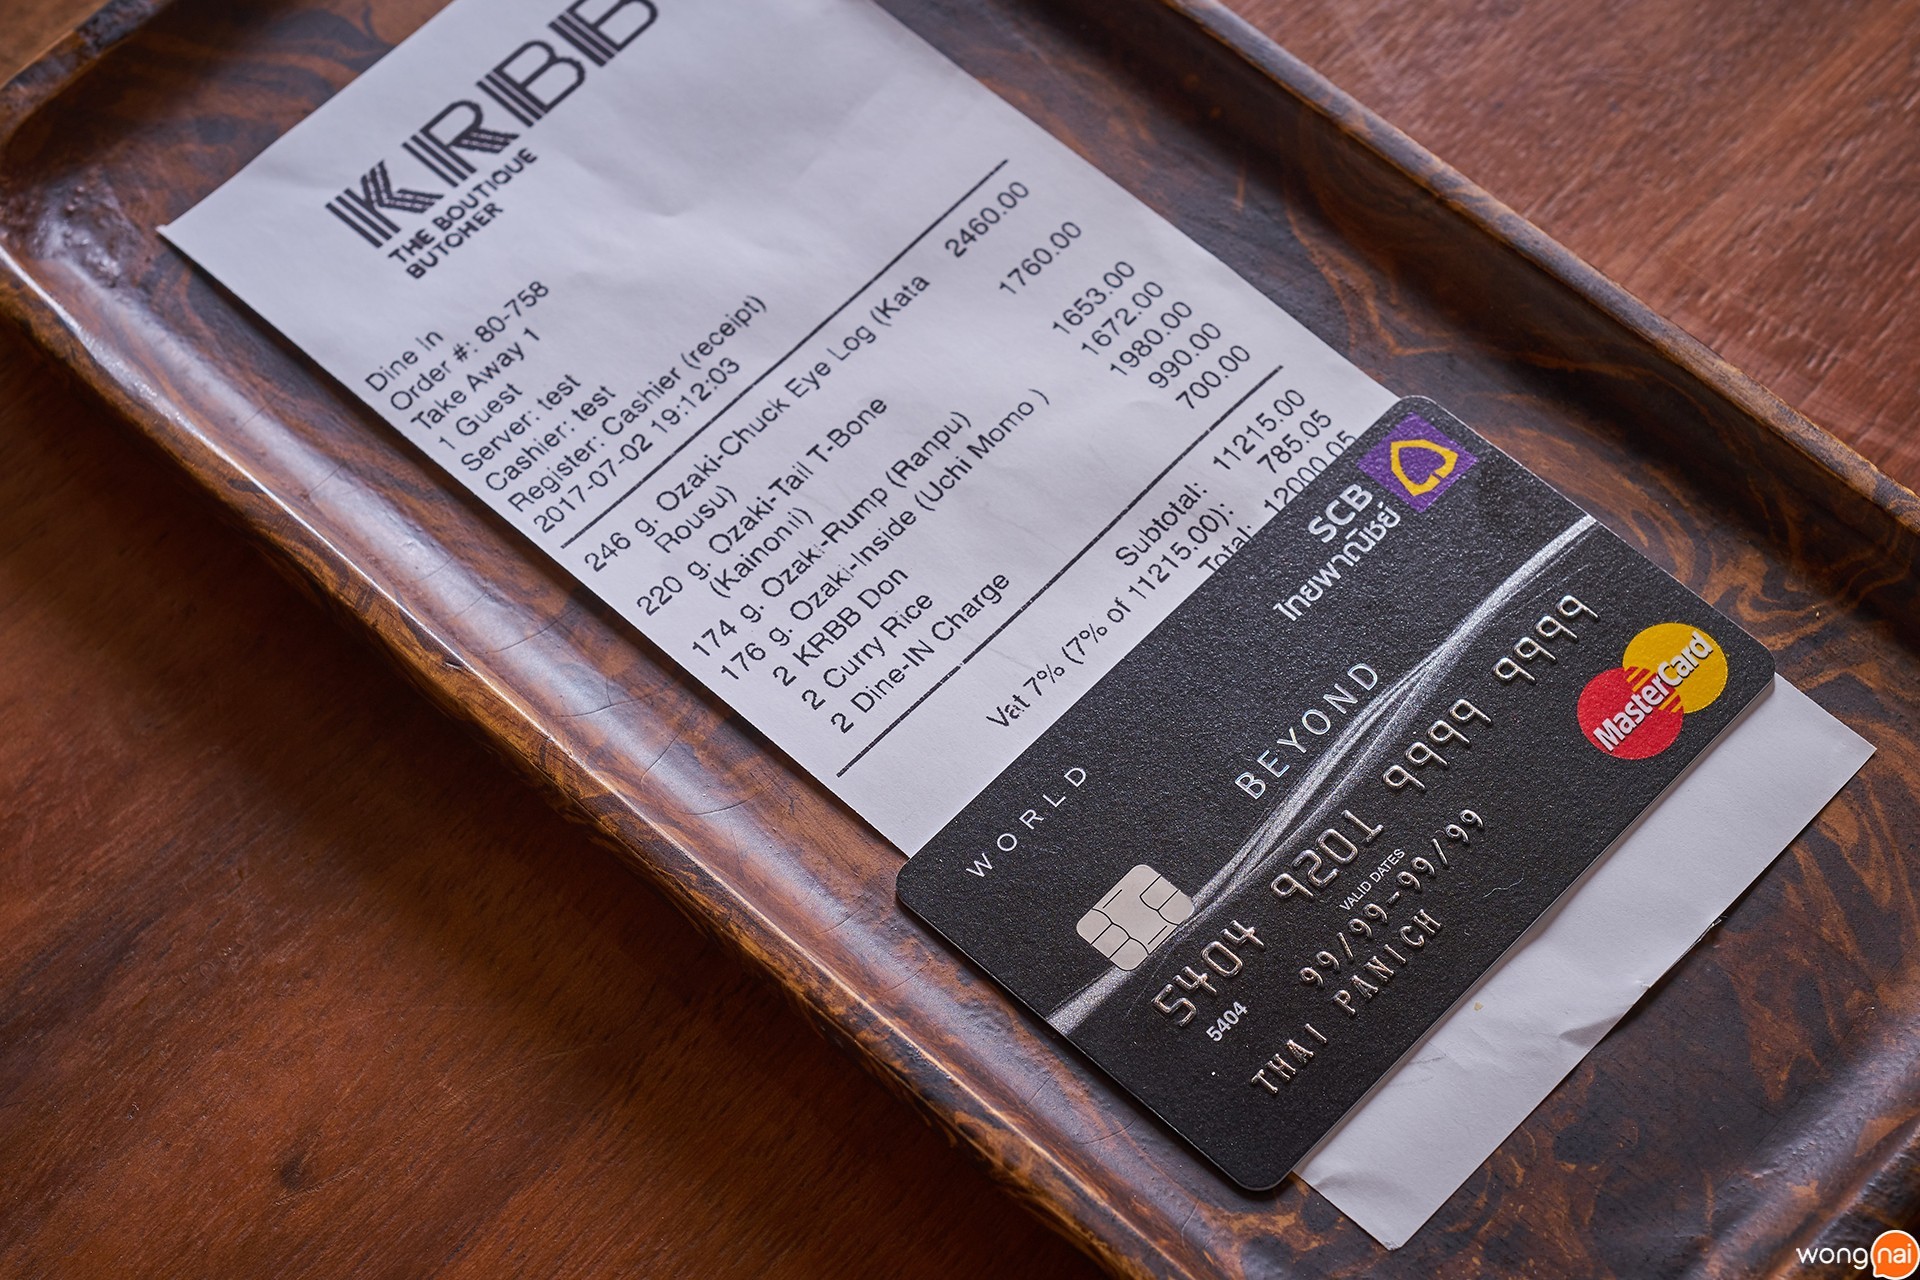 KRBB
THE BOUTIQUE
BUTCHER
Dine In
Order #: 80-758
Take Away 1
1 Guest
Server: test
Cashier: test
Register: Cashier (receipt)
2017-07-02 19:12:03
246 g. Ozaki-Chuck Eye Log (Kata 2460.00
Rousu)
220 g. Ozaki-Tail T-Bone 1760.00
(Kainonii)
174 g. Ozaki-Rump (Ranpu) 1653.00
176 g. Ozaki-Inside (Uchi Momo ) 1672.00
2 KRBB Don 1980.00
2 Curry Rice 990.00
2 Dine-IN Charge 700.00
Subtotal: 11215.00
Vat 7% (7% of 11215.00): 785.05
Total: 12000.05
SCB
ไทยพาณิชย์
WORLD
BEYOND
5404 9201 9999 9999
5404
VALID DATES
99/99-99/99
THAI PANICH
MasterCard
wongnai